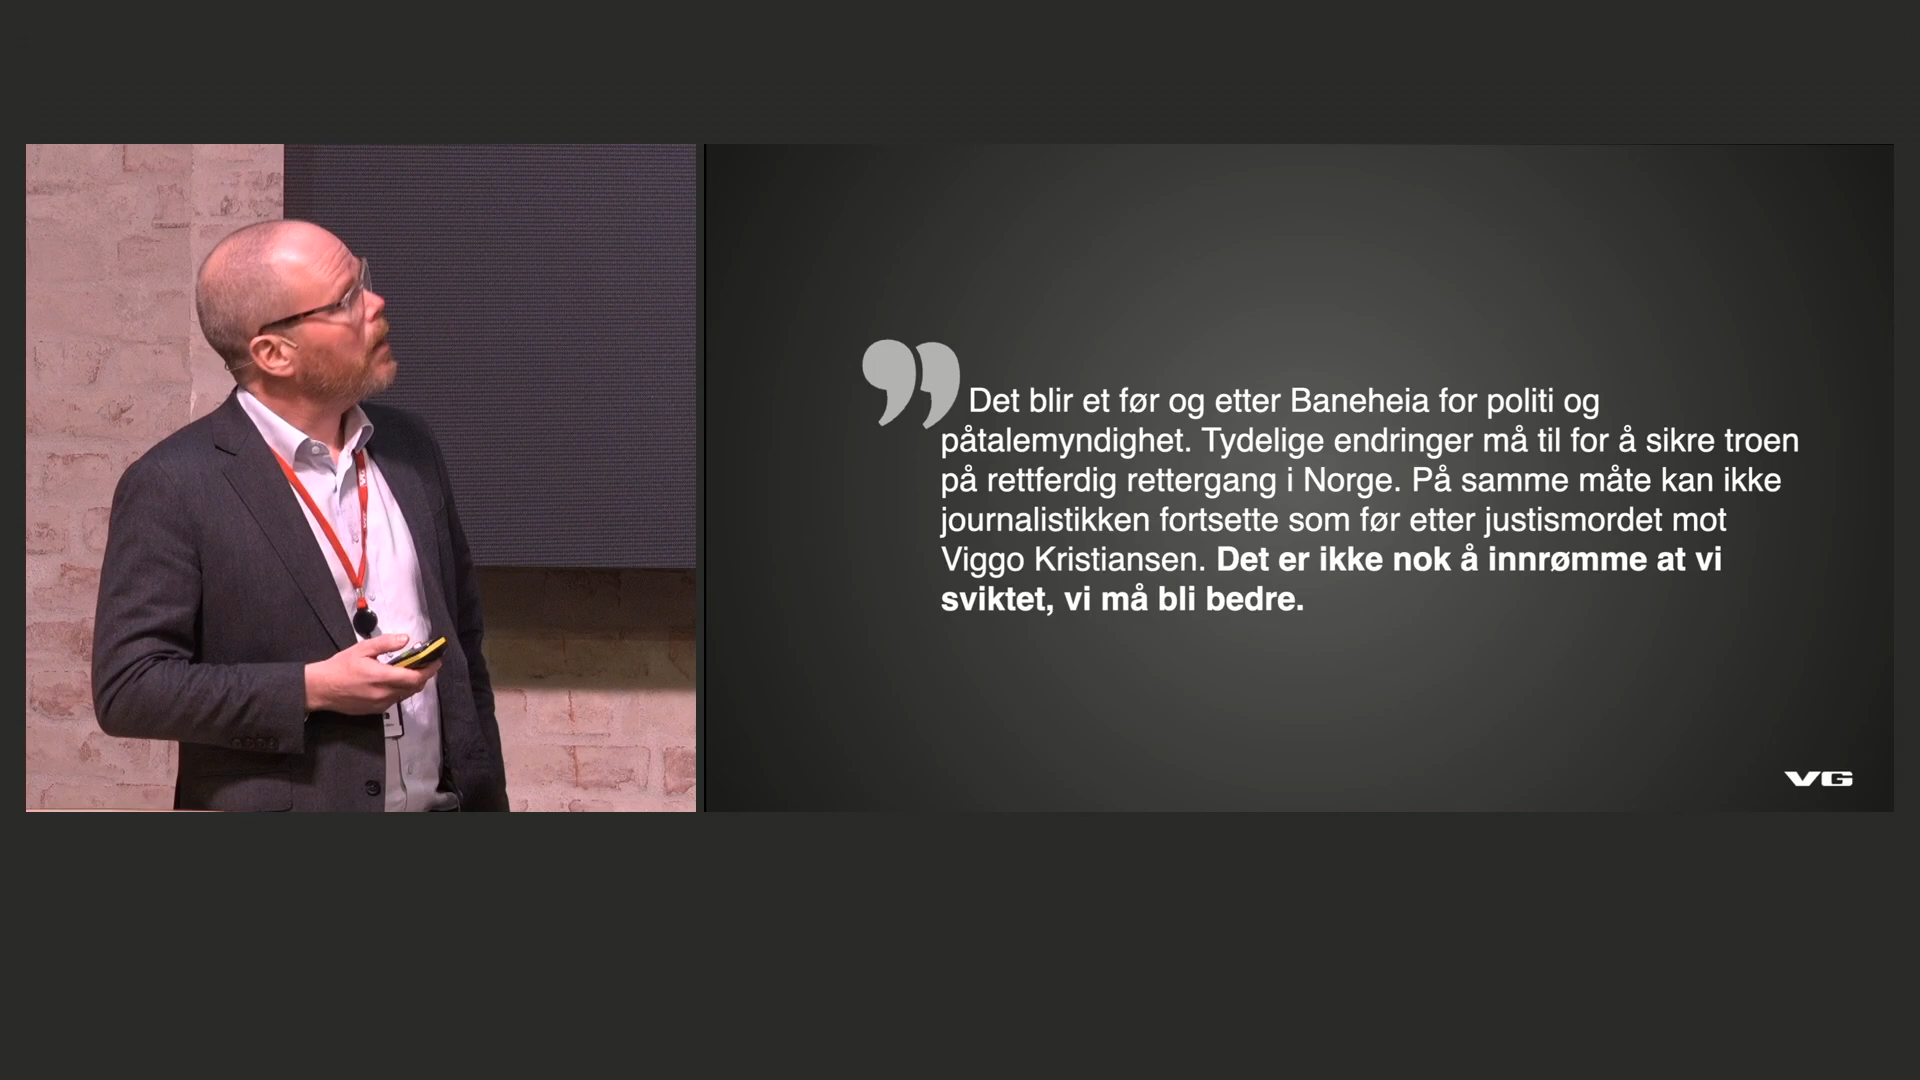 Det blir et før og etter Baneheia for politi og
påtalemyndighet. Tydelige endringer må til for å sikre troen
på rettferdig rettergang i Norge. På samme måte kan ikke
journalistikken fortsette som før etter justismordet mot
Viggo Kristiansen. Det er ikke nok å innrømme at vi
sviktet, vi må bli bedre.
VG